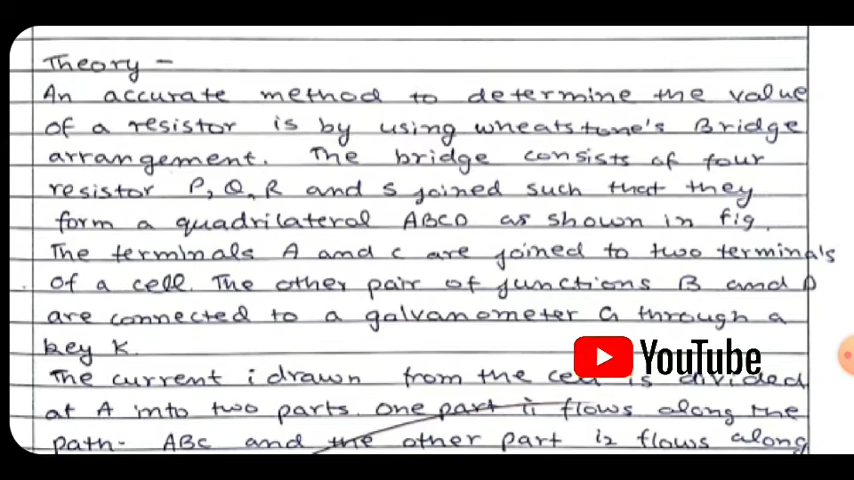 Theory -
An accurate method to determine the value
of a resistor is by using wheatstone's Bridge
arrangement. The bridge consists of four
resistor P, Q, R and S joined such that they
form a quadrilateral ABCD as shown in fig.
The terminals A and C are joined to two terminals
of a cell. The other pair of junctions B and D
are connected to a galvanometer G through a
key K.
YouTube
The current i drawn from the cell is divided
at A into two parts. One part i1 flows along the
path- ABC and the other part i2 flows along